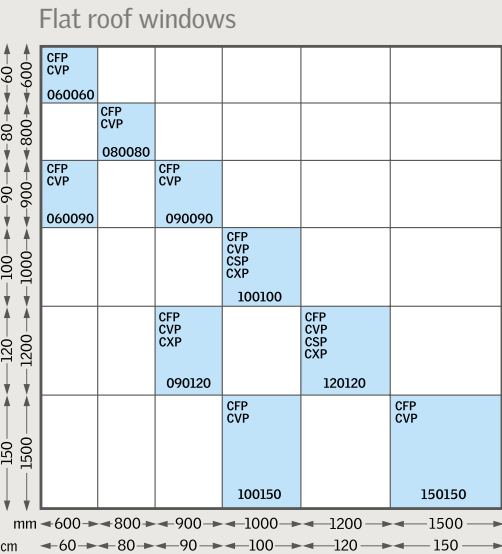 Flat roof windows
60 600 CFP
CVP
060060
80 800 CFP
CVP
080080
90 900 CFP
CVP
060090
CFP
CVP
090090
100 1000 CFP
CVP
CSP
CXP
100100
120 1200 CFP
CVP
CXP
090120
CFP
CVP
CSP
CXP
120120
150 1500 CFP
CVP
100150
CFP
CVP
150150
mm 600 800 900 1000 1200 1500
cm 60 80 90 100 120 150